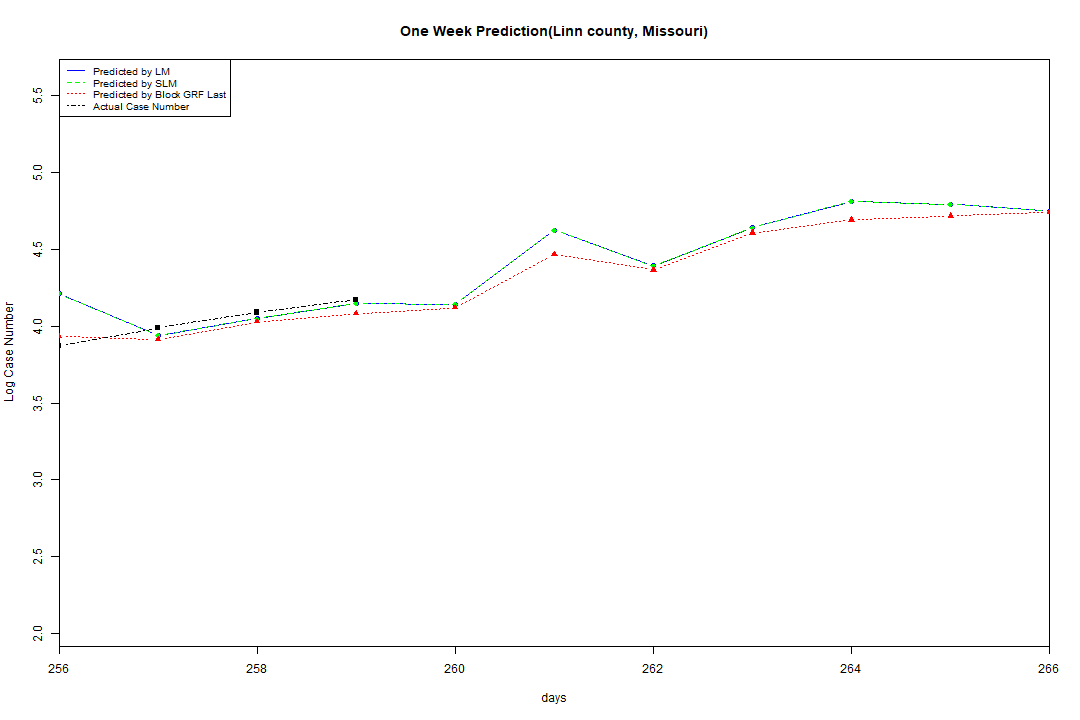 One Week Prediction(Linn county, Missouri)
Predicted by LM
Predicted by SLM
Predicted by Block GRF Last
Actual Case Number
5.5
5.0
4.5
4.0
3.5
3.0
2.5
2.0
Log Case Number
256
258
260
262
264
266
days